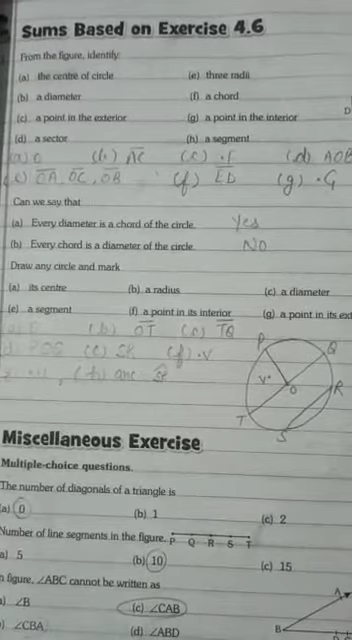 Sums Based on Exercise 4.6
From the figure, identify
(a) the centre of circle (e) three radii
(b) a diameter (f) a chord
(c) a point in the exterior (g) a point in the interior
(d) a sector (h) a segment
D
(b) AC (c) .F (d) AOB
OA, OC, OB (f) ED (g) .G
Can we say that
(a) Every diameter is a chord of the circle. Yes
(b) Every chord is a diameter of the circle. NO
Draw any circle and mark
(a) its centre (b) a radius (c) a diameter
(e) a segment (f) a point in its interior (g) a point in its ext
(b) OT (c) TQ
(e) SR (f) .V
P Q
V O R
T S
Miscellaneous Exercise
Multiple-choice questions.
The number of diagonals of a triangle is
(a) 0 (b) 1 (c) 2
Number of line segments in the figure. P Q R S T
a) 5 (b) 10 (c) 15
n figure, ∠ABC cannot be written as
) ∠B (c) ∠CAB A
). ∠CBA (d) ∠ABD B